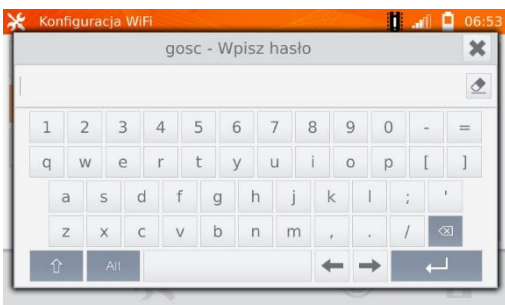 Konfiguracja WiFi 06:53
gosc - Wpisz hasło
1 2 3 4 5 6 7 8 9 0 - =
q w e r t y u i o p [ ]
a s d f g h j k l ; '
z x c v b n m , . /
Alt